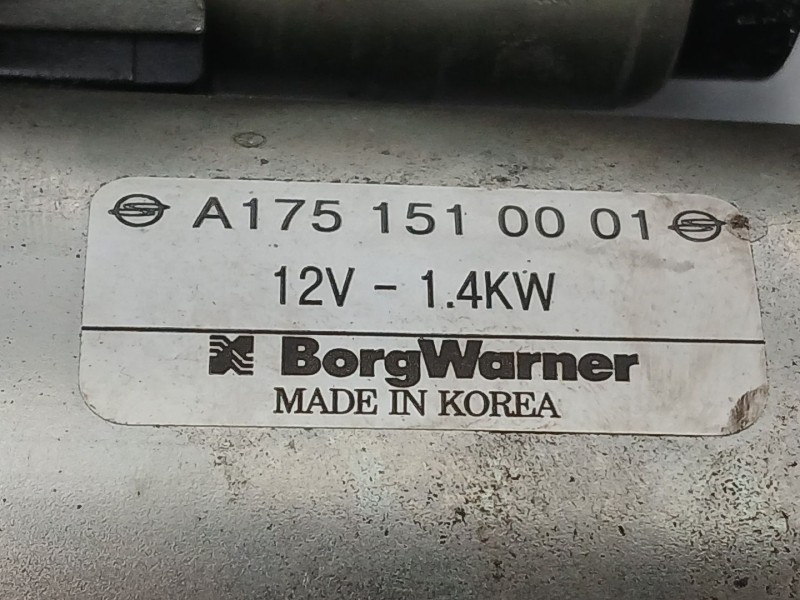 A175 151 00 01
12V - 1.4KW
BorgWarner
MADE IN KOREA